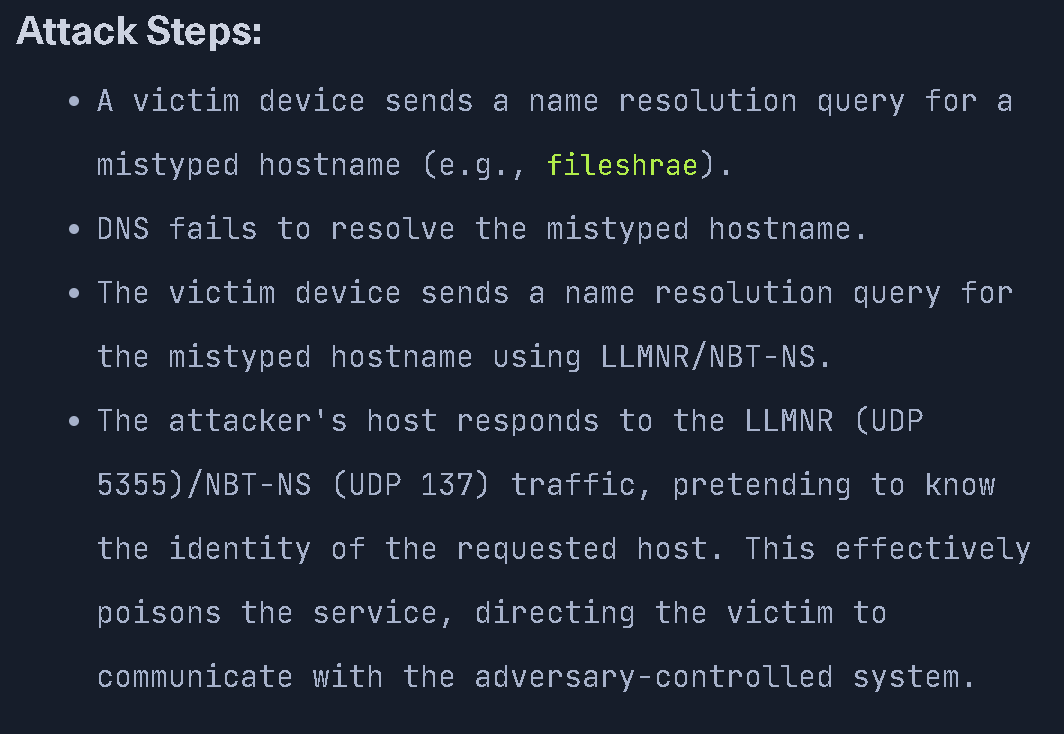 Attack Steps:
• A victim device sends a name resolution query for a
mistyped hostname (e.g., fileshrae).
• DNS fails to resolve the mistyped hostname.
• The victim device sends a name resolution query for
the mistyped hostname using LLMNR/NBT-NS.
• The attacker's host responds to the LLMNR (UDP
5355)/NBT-NS (UDP 137) traffic, pretending to know
the identity of the requested host. This effectively
poisons the service, directing the victim to
communicate with the adversary-controlled system.